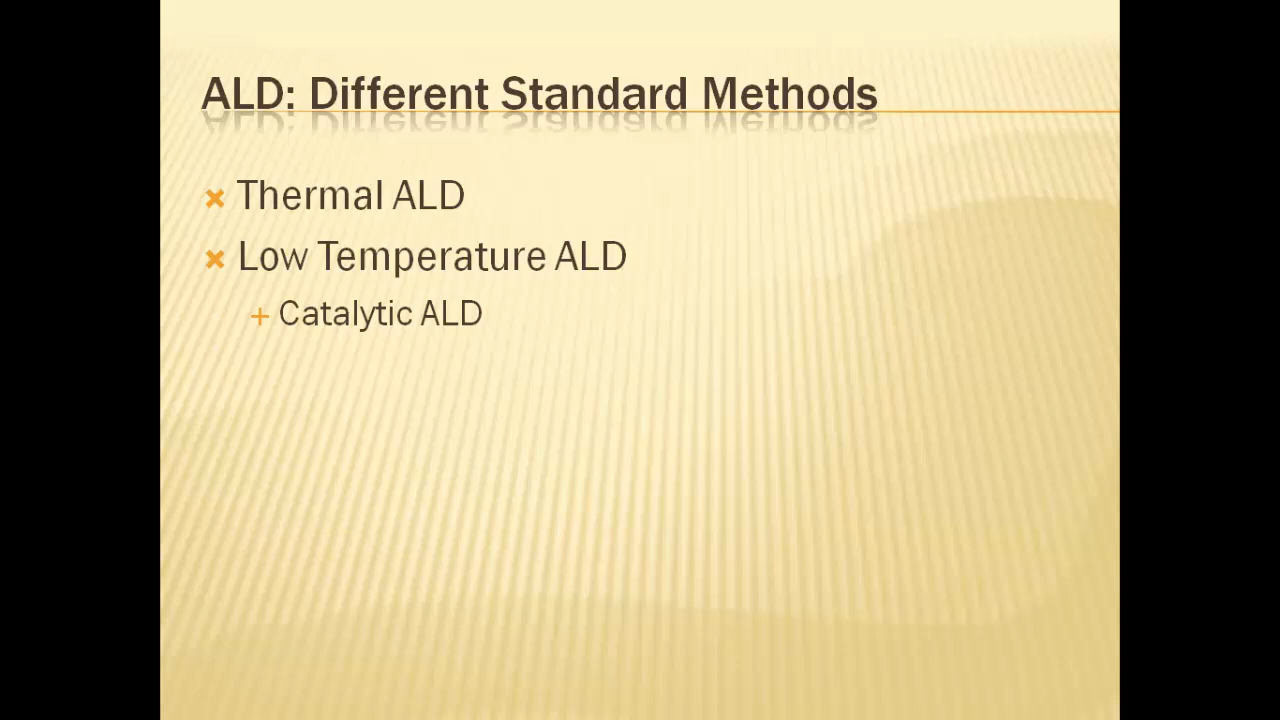 ALD: Different Standard Methods
Thermal ALD
Low Temperature ALD
Catalytic ALD